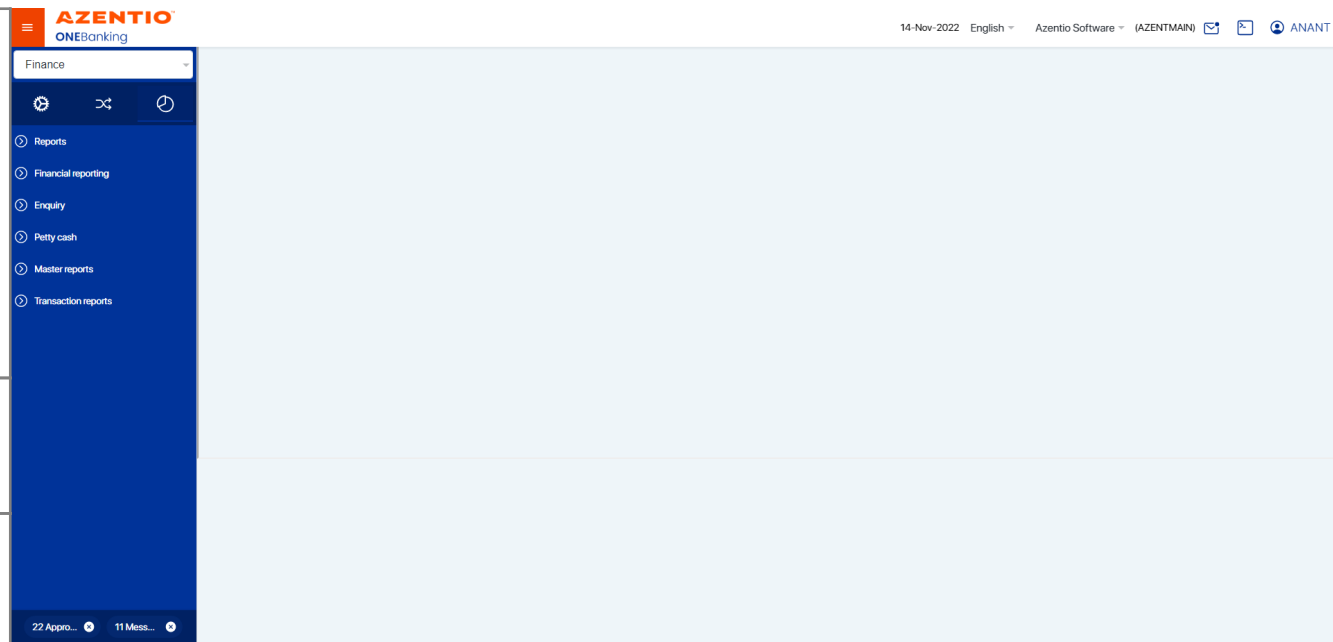 AZENTIO
ONEBanking
14-Nov-2022 English Azentio Software (AZENTMAIN) ANANT
Finance
Reports
Financial reporting
Enquiry
Petty cash
Master reports
Transaction reports
22 Appro... 11 Mess...